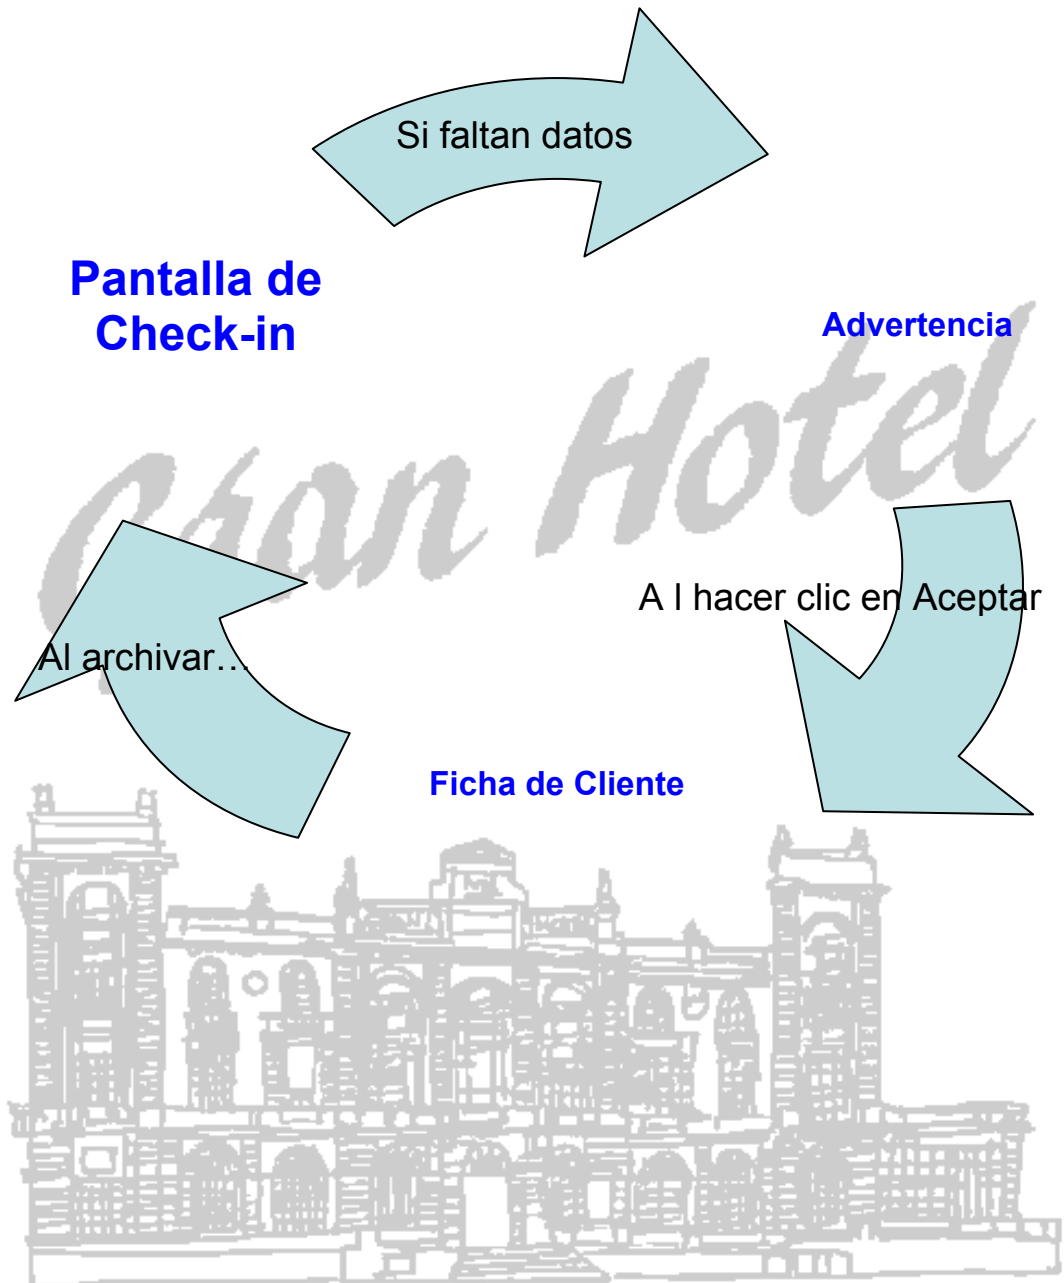 Si faltan datos
Pantalla de
Check-in
Advertencia
Gran Hotel
A l hacer clic en Aceptar
Al archivar…
Ficha de Cliente